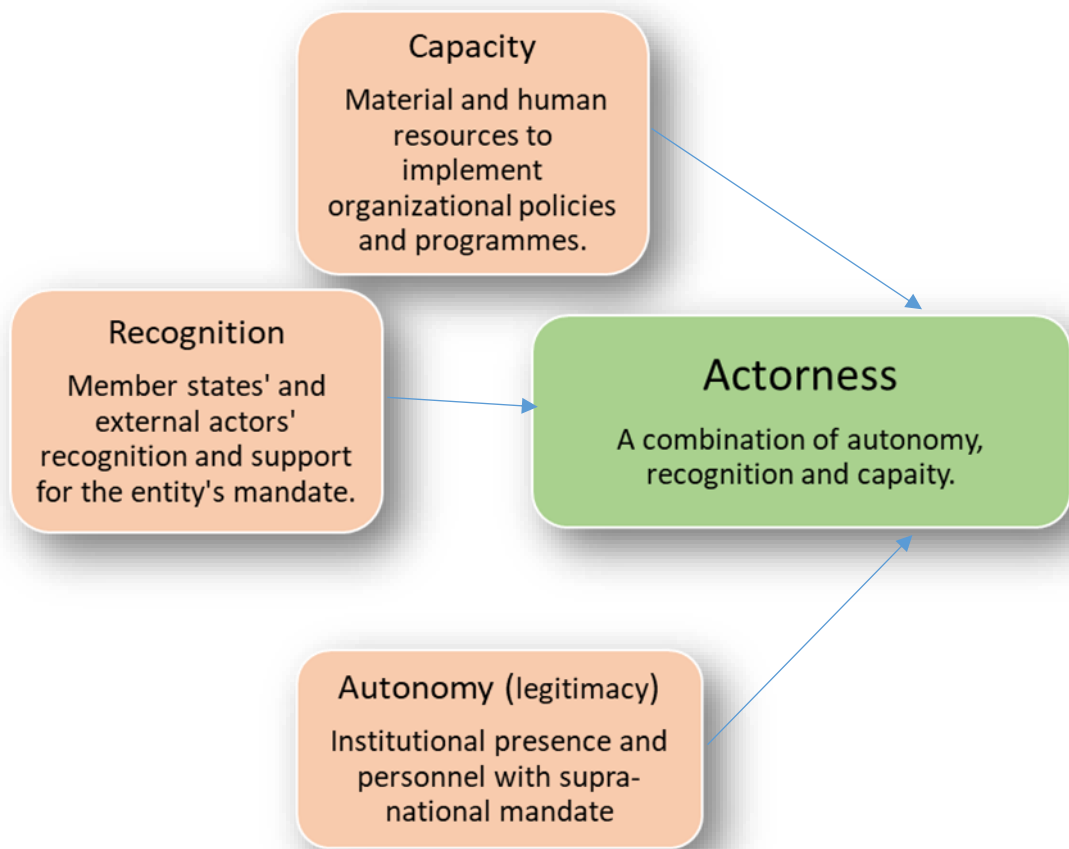 Capacity
Material and human
resources to
implement
organizational policies
and programmes.
Recognition
Member states' and
external actors'
recognition and support
for the entity's mandate.
Actorness
A combination of autonomy,
recognition and capaity.
Autonomy (legitimacy)
Institutional presence and
personnel with supra-
national mandate